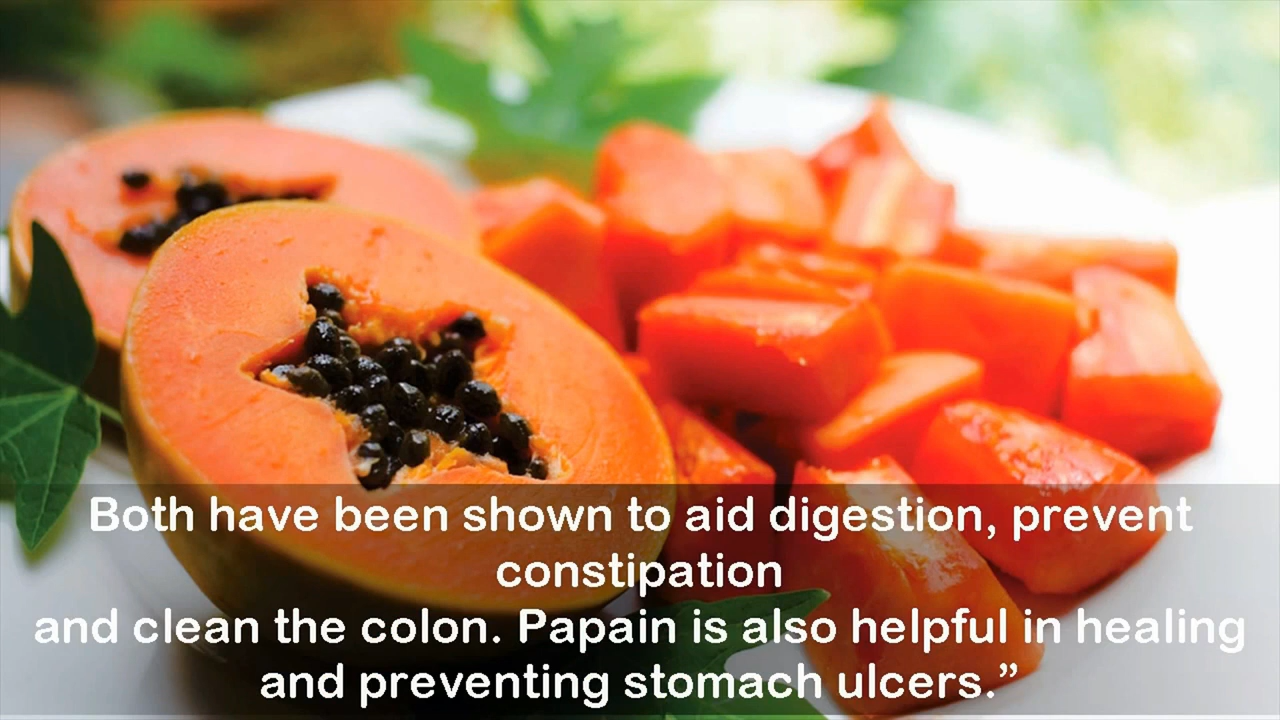 Both have been shown to aid digestion, prevent
constipation
and clean the colon. Papain is also helpful in healing
and preventing stomach ulcers.”